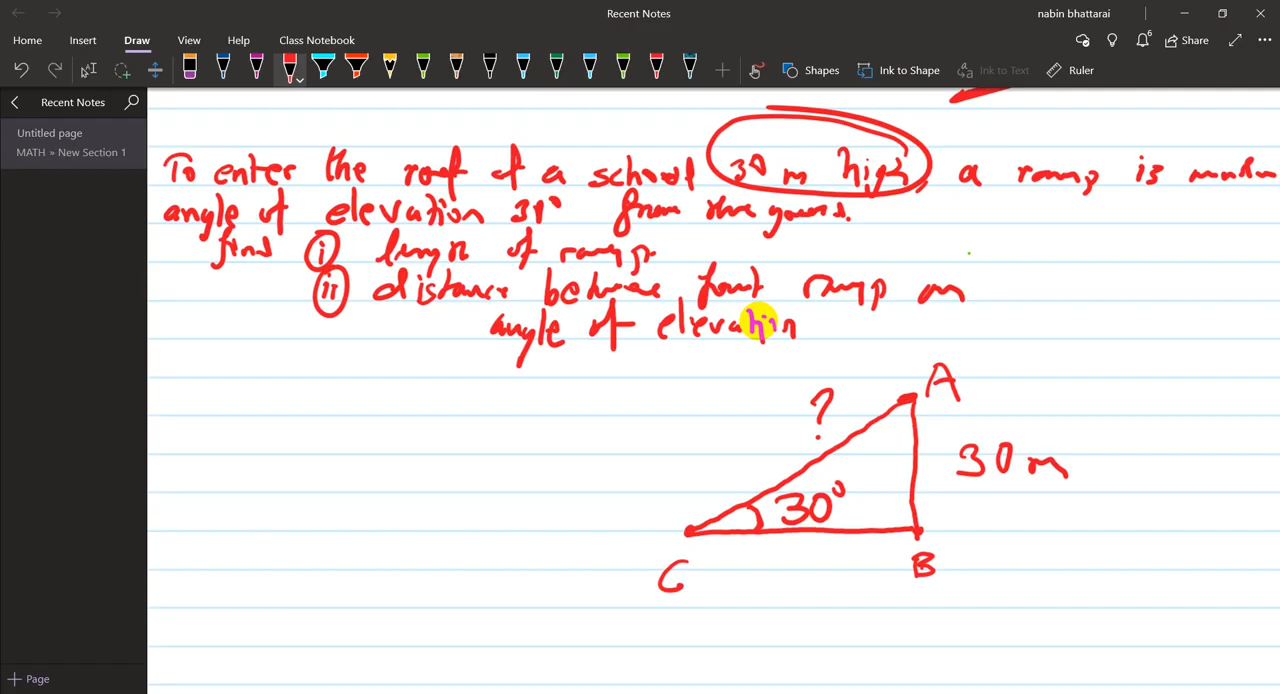 Recent Notes
nabin bhattarai
Home Insert Draw View Help Class Notebook
6 Share
Shapes Ink to Shape Ink to Text Ruler
Recent Notes
Untitled page
MATH » New Section 1
To enter the roof of a school 30 m high, a ramp is
angle of elevation 30° from the
find i length of ramp
ii distance between ramp
angle of elevation
A
?
30 m
30°
C
B
+ Page